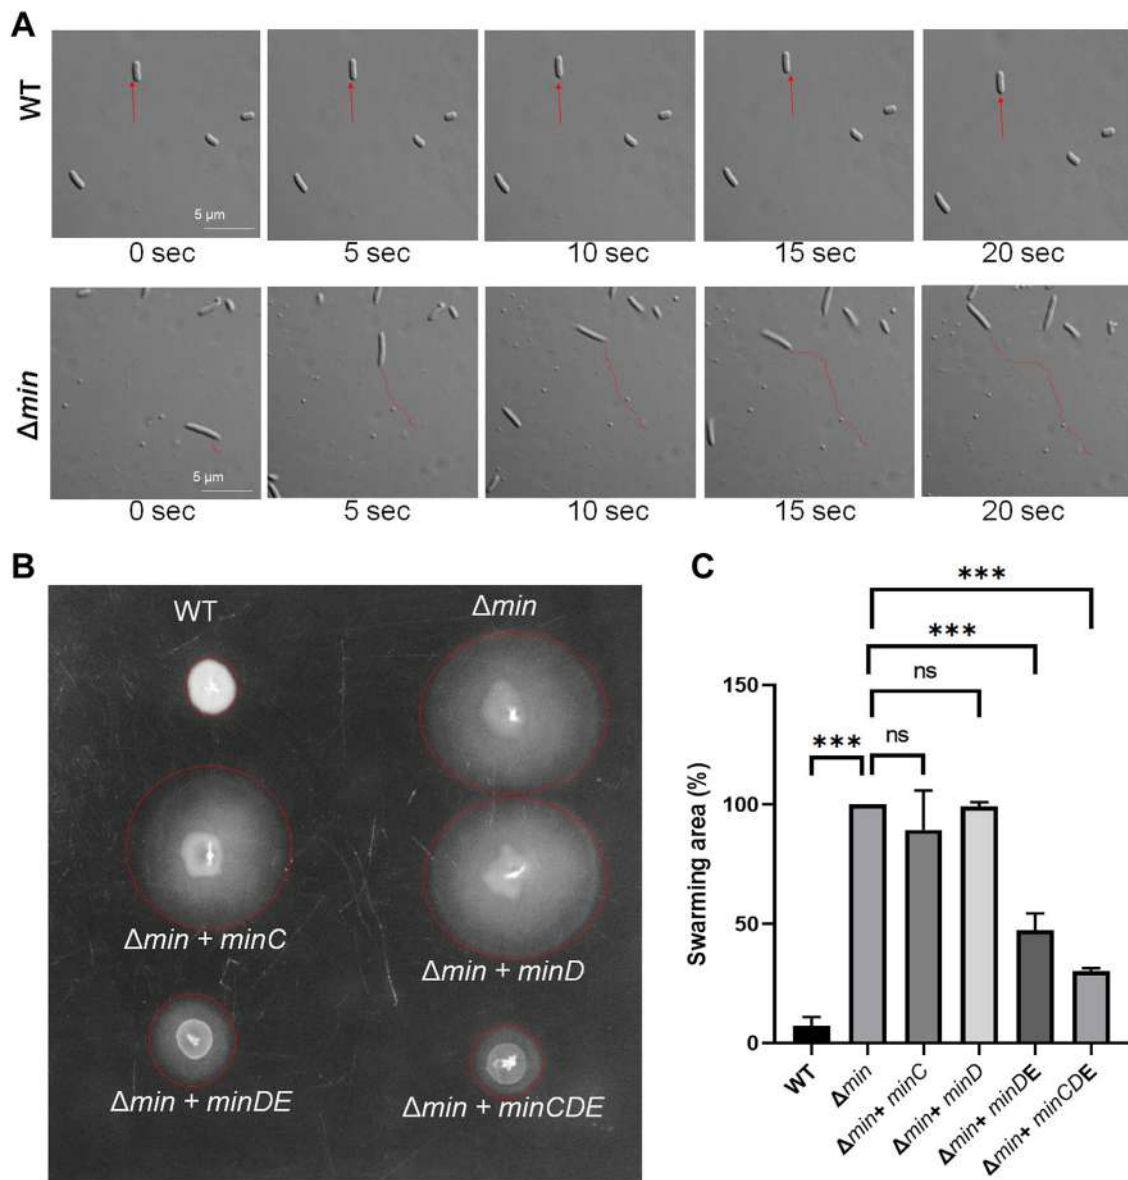 A
WT
5 µm
0 sec
5 sec
10 sec
15 sec
20 sec
Δmin
5 µm
0 sec
5 sec
10 sec
15 sec
20 sec
B
WT
Δmin
Δmin + minC
Δmin + minD
Δmin + minDE
Δmin + minCDE
C
***
***
ns
***
ns
150
100
50
0
Swarming area (%)
WT
Δmin
Δmin+ minC
Δmin+ minD
Δmin+ minDE
Δmin+ minCDE